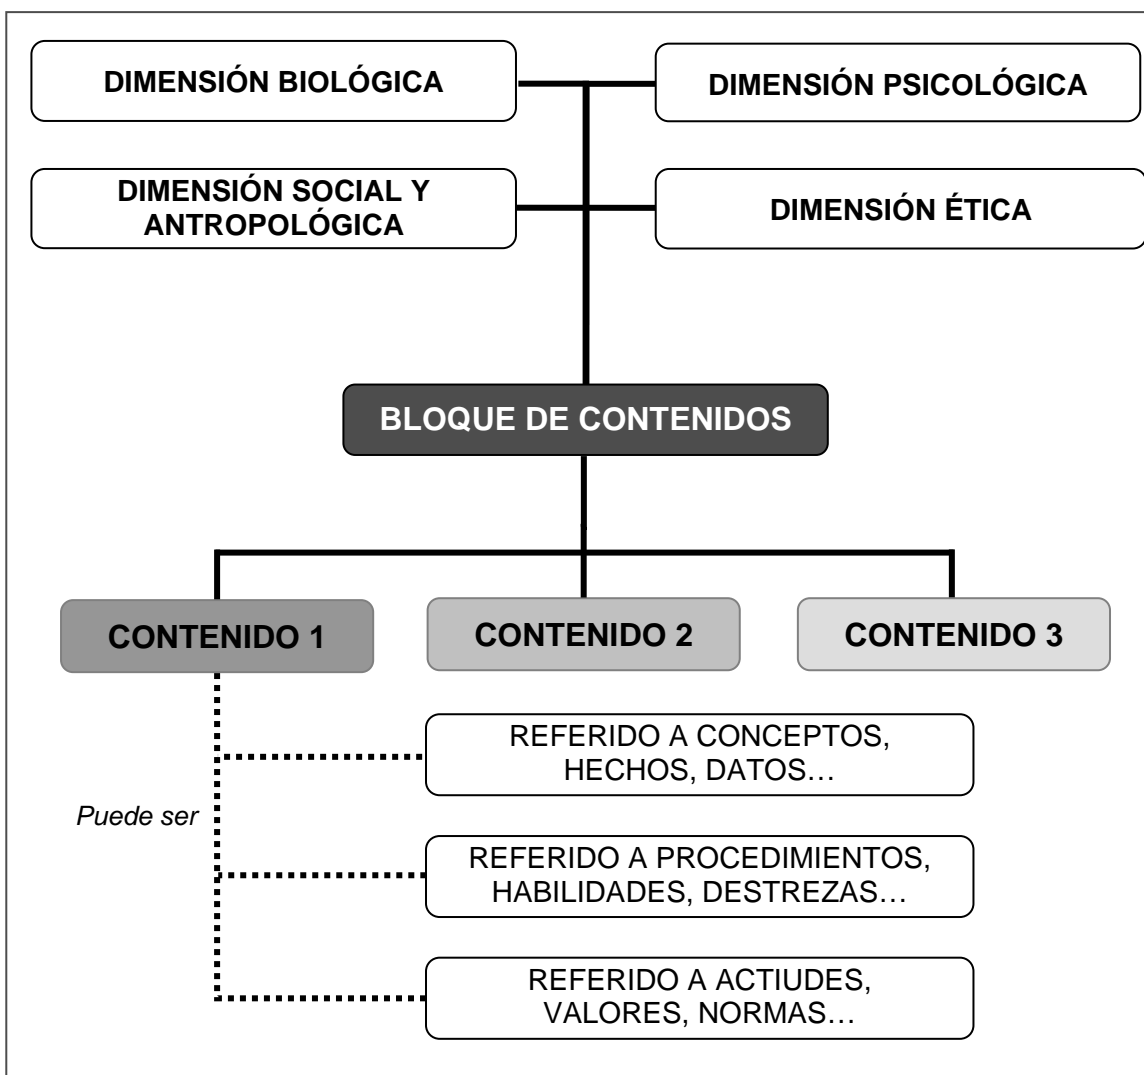 DIMENSIÓN BIOLÓGICA
DIMENSIÓN PSICOLÓGICA
DIMENSIÓN SOCIAL Y
ANTROPOLÓGICA
DIMENSIÓN ÉTICA
BLOQUE DE CONTENIDOS
CONTENIDO 1
CONTENIDO 2
CONTENIDO 3
REFERIDO A CONCEPTOS,
HECHOS, DATOS…
Puede ser
REFERIDO A PROCEDIMIENTOS,
HABILIDADES, DESTREZAS…
REFERIDO A ACTIUDES,
VALORES, NORMAS…